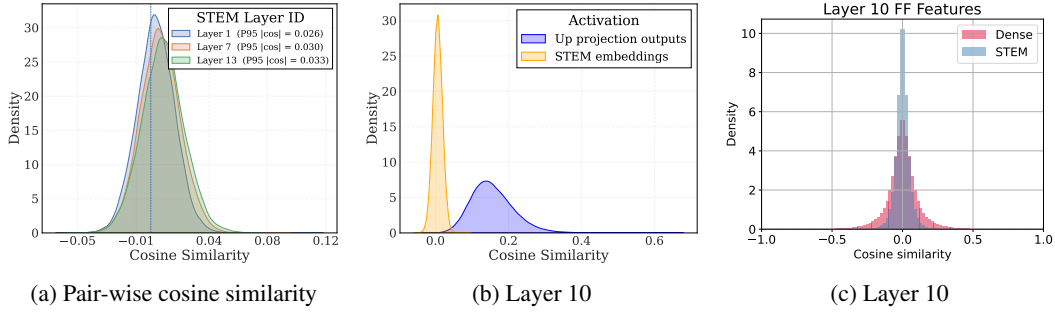 STEM Layer ID
Layer 1 (P95 |cos| = 0.026)
Layer 7 (P95 |cos| = 0.030)
Layer 13 (P95 |cos| = 0.033)
Density
30
25
20
15
10
5
0
−0.05
−0.01
0.04
0.08
0.12
Cosine Similarity
(a) Pair-wise cosine similarity
Activation
Up projection outputs
STEM embeddings
Density
30
25
20
15
10
5
0
0.0
0.2
0.4
0.6
Cosine Similarity
(b) Layer 10
Layer 10 FF Features
Dense
STEM
Density
10
8
6
4
2
0
−1.0
−0.5
0.0
0.5
1.0
Cosine similarity
(c) Layer 10